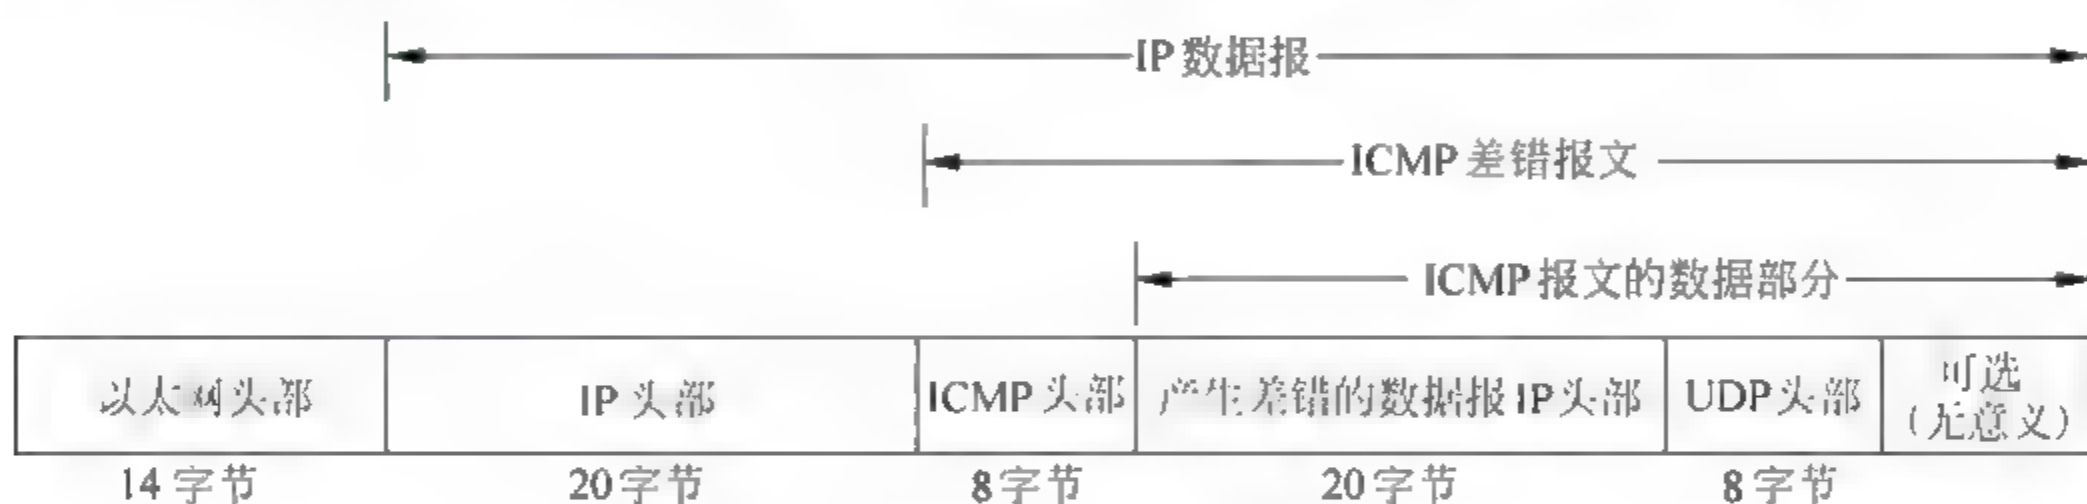 IP数据报
ICMP差错报文
ICMP报文的数据部分
以太网头部
IP头部
ICMP头部
产生差错的数据报IP头部
UDP头部
可选
(无意义)
14字节
20字节
8字节
20字节
8字节